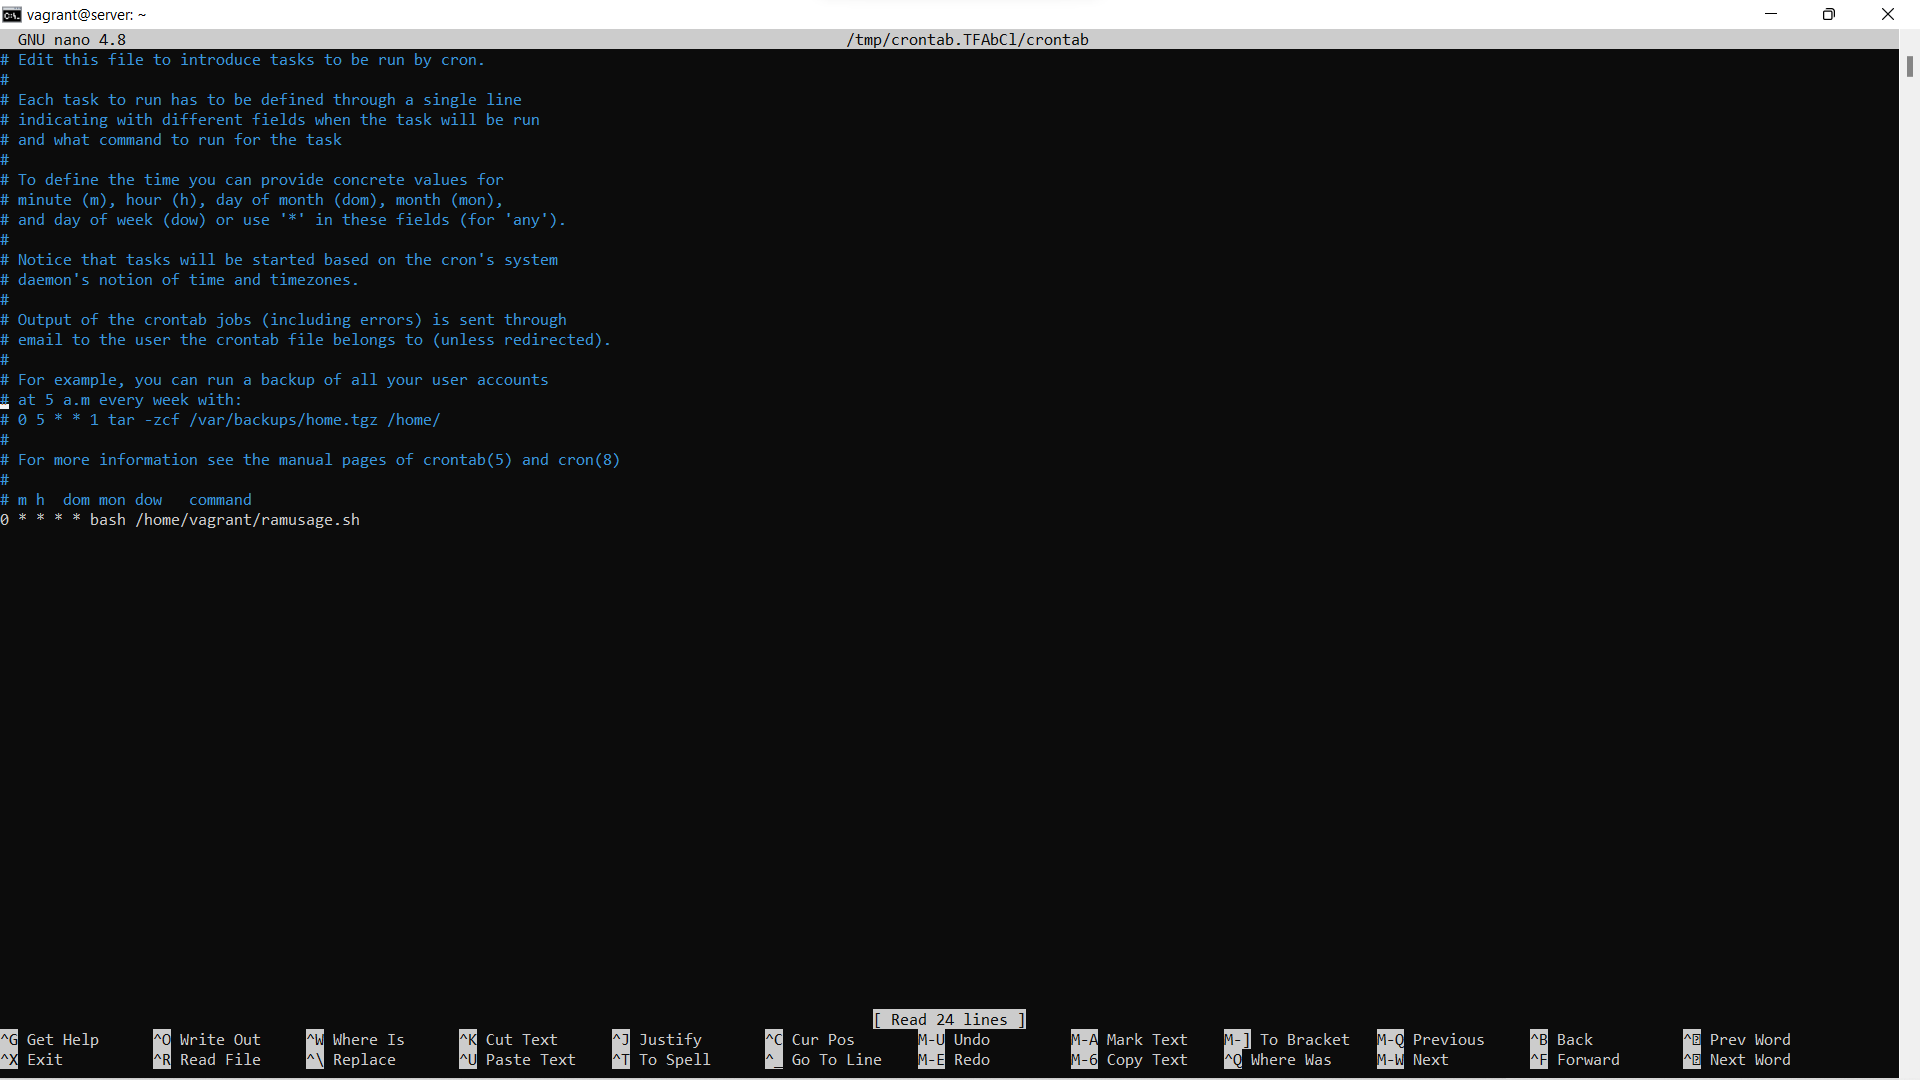 vagrant@server: ~
GNU nano 4.8 /tmp/crontab.TFAbCl/crontab
# Edit this file to introduce tasks to be run by cron.
#
# Each task to run has to be defined through a single line
# indicating with different fields when the task will be run
# and what command to run for the task
#
# To define the time you can provide concrete values for
# minute (m), hour (h), day of month (dom), month (mon),
# and day of week (dow) or use '*' in these fields (for 'any').
#
# Notice that tasks will be started based on the cron's system
# daemon's notion of time and timezones.
#
# Output of the crontab jobs (including errors) is sent through
# email to the user the crontab file belongs to (unless redirected).
#
# For example, you can run a backup of all your user accounts
# at 5 a.m every week with:
# 0 5 * * 1 tar -zcf /var/backups/home.tgz /home/
#
# For more information see the manual pages of crontab(5) and cron(8)
#
# m h  dom mon dow   command
0 * * * * bash /home/vagrant/ramusage.sh
[ Read 24 lines ]
^G Get Help ^O Write Out ^W Where Is ^K Cut Text ^J Justify ^C Cur Pos M-U Undo M-A Mark Text M-] To Bracket M-Q Previous ^B Back ^ Prev Word
^X Exit ^R Read File ^\ Replace ^U Paste Text ^T To Spell ^_ Go To Line M-E Redo M-6 Copy Text ^Q Where Was M-W Next ^F Forward ^ Next Word